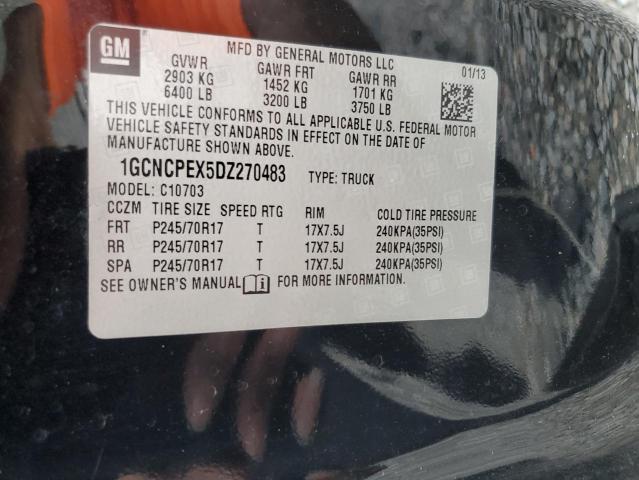 GM
MFD BY GENERAL MOTORS LLC
GVWR GAWR FRT GAWR RR 01/13
2903 KG 1452 KG 1701 KG
6400 LB 3200 LB 3750 LB
THIS VEHICLE CONFORMS TO ALL APPLICABLE U.S. FEDERAL MOTOR
VEHICLE SAFETY STANDARDS IN EFFECT ON THE DATE OF
MANUFACTURE SHOWN ABOVE.
1GCNCPEX5DZ270483 TYPE: TRUCK
MODEL: C10703
CCZM TIRE SIZE SPEED RTG RIM COLD TIRE PRESSURE
FRT P245/70R17 T 17X7.5J 240KPA(35PSI)
RR P245/70R17 T 17X7.5J 240KPA(35PSI)
SPA P245/70R17 T 17X7.5J 240KPA(35PSI)
SEE OWNER'S MANUAL FOR MORE INFORMATION.